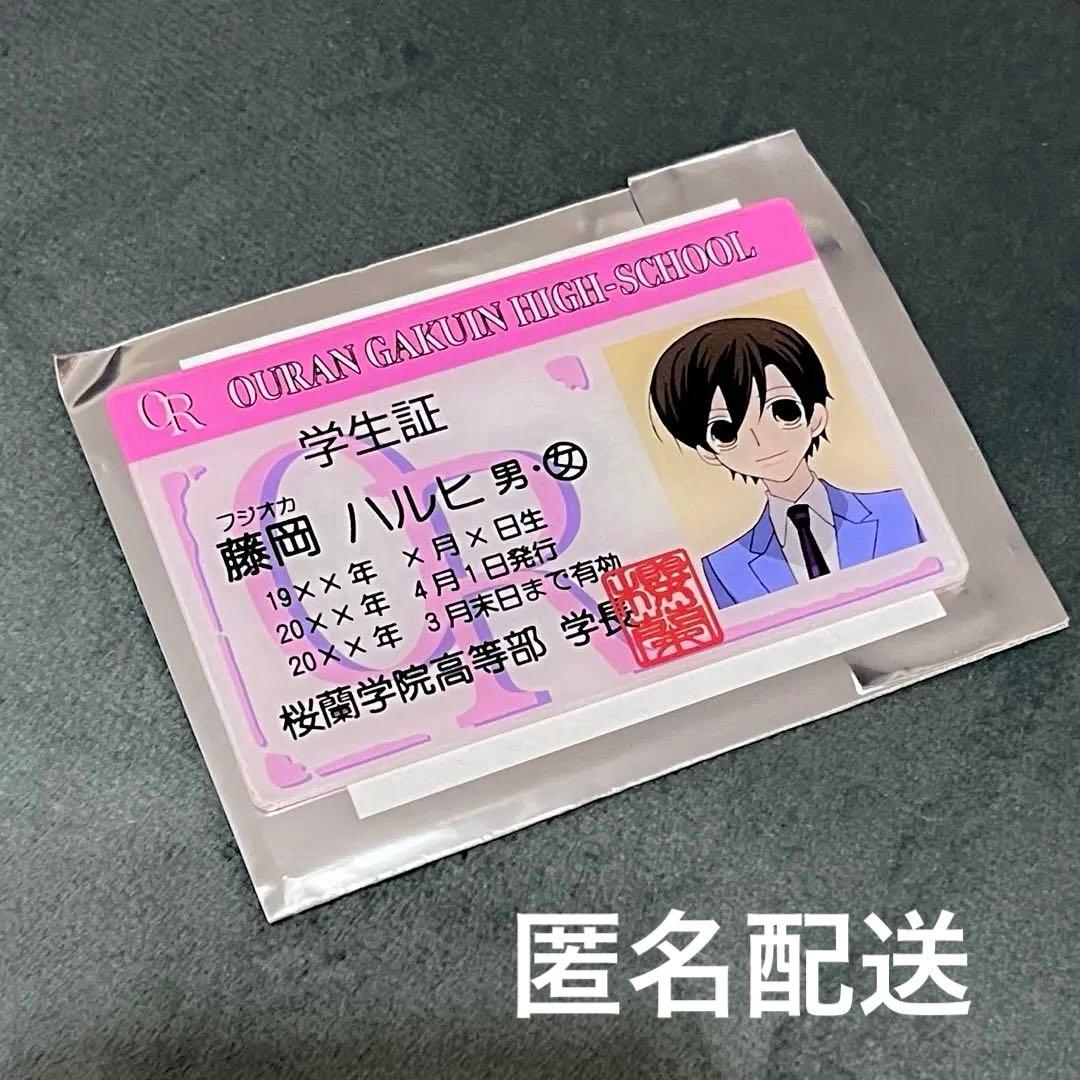 OURAN GAKUIN HIGH-SCHOOL
OR
学生証
フジオカ
藤岡 ハルヒ 男・女
19××年 ×月×日生
20××年 4月1日発行
20××年 3月末日まで有効
桜蘭学院高等部 学長
匿名配送